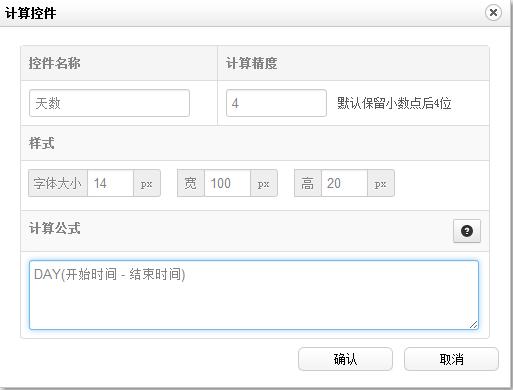 计算控件
控件名称 计算精度
天数 4 默认保留小数点后4位
样式
字体大小 14 px 宽 100 px 高 20 px
计算公式
DAY(开始时间 - 结束时间)
确认 取消